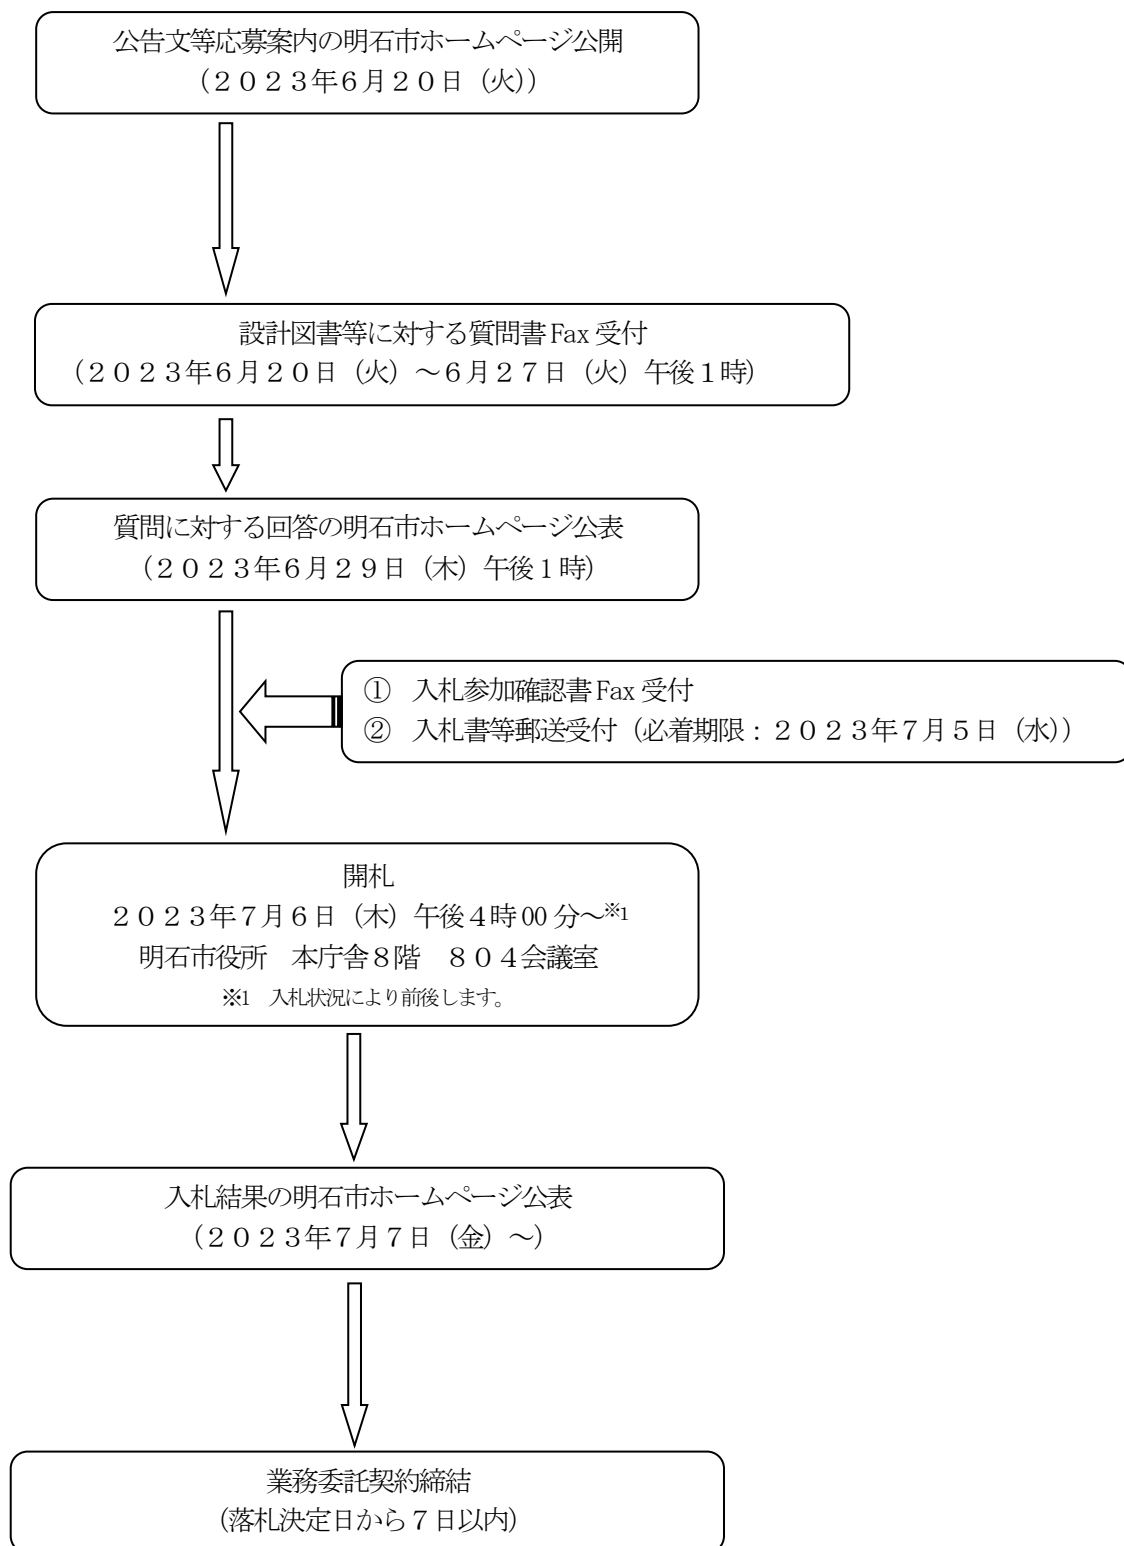 公告文等応募案内の明石市ホームページ公開
（２０２３年６月２０日（火））
設計図書等に対する質問書 Fax 受付
（２０２３年６月２０日（火）～６月２７日（火）午後１時）
質問に対する回答の明石市ホームページ公表
（２０２３年６月２９日（木）午後１時）
① 入札参加確認書 Fax 受付
② 入札書等郵送受付（必着期限：２０２３年７月５日（水））
開札
２０２３年７月６日（木）午後４時 00 分～※1
明石市役所　本庁舎８階　８０４会議室
※1　入札状況により前後します。
入札結果の明石市ホームページ公表
（２０２３年７月７日（金）～）
業務委託契約締結
（落札決定日から７日以内）